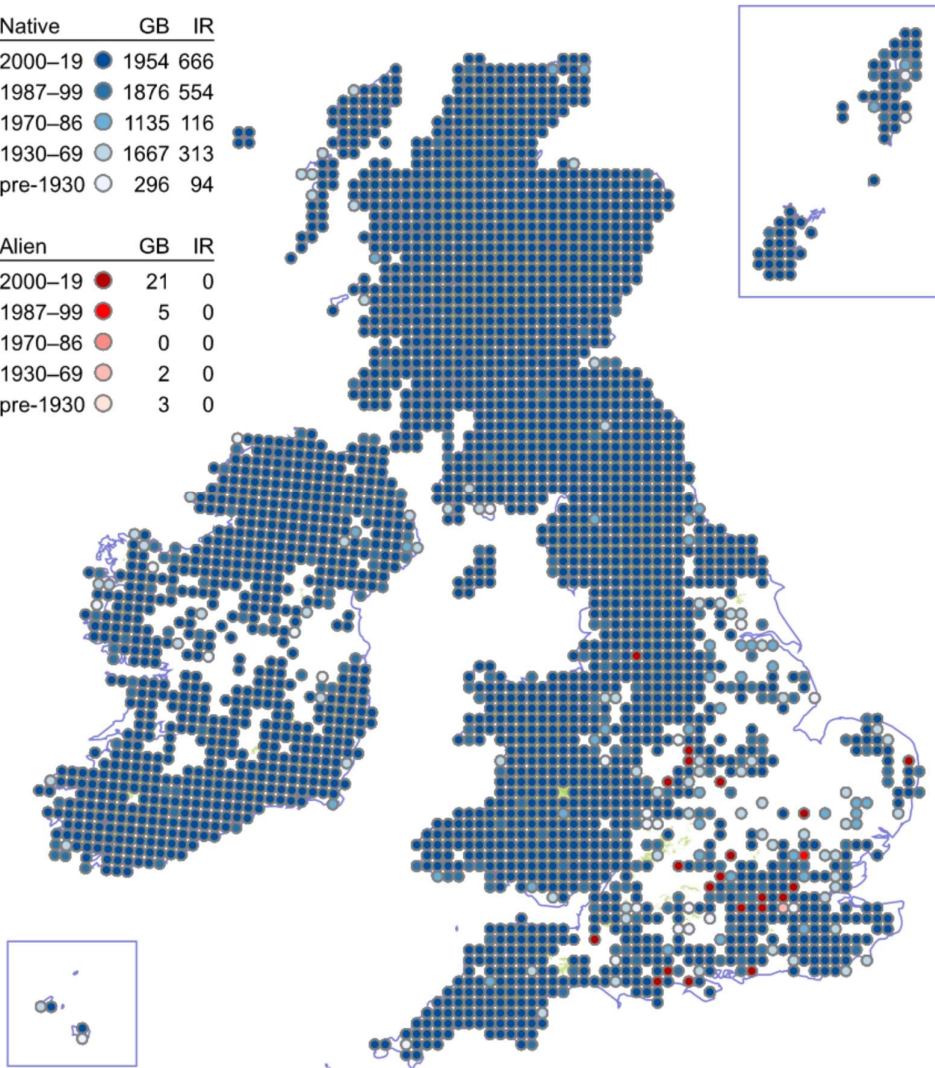 Native GB IR
2000–19 1954 666
1987–99 1876 554
1970–86 1135 116
1930–69 1667 313
pre-1930 296 94
Alien GB IR
2000–19 21 0
1987–99 5 0
1970–86 0 0
1930–69 2 0
pre-1930 3 0